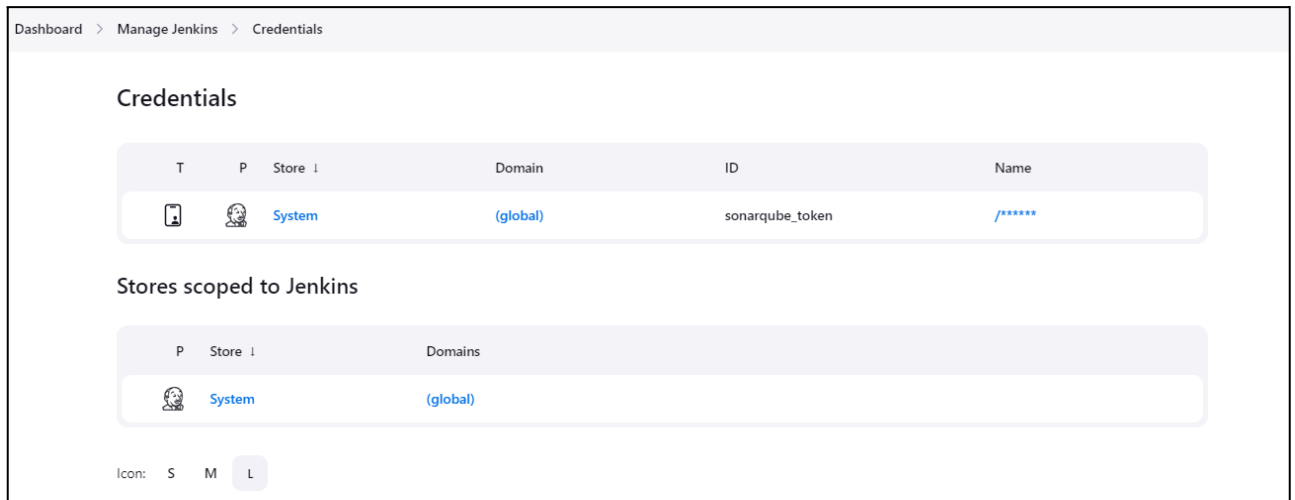 Dashboard > Manage Jenkins > Credentials
Credentials
T P Store ↓ Domain ID Name
System (global) sonarqube_token /******
Stores scoped to Jenkins
P Store ↓ Domains
System (global)
Icon: S M L